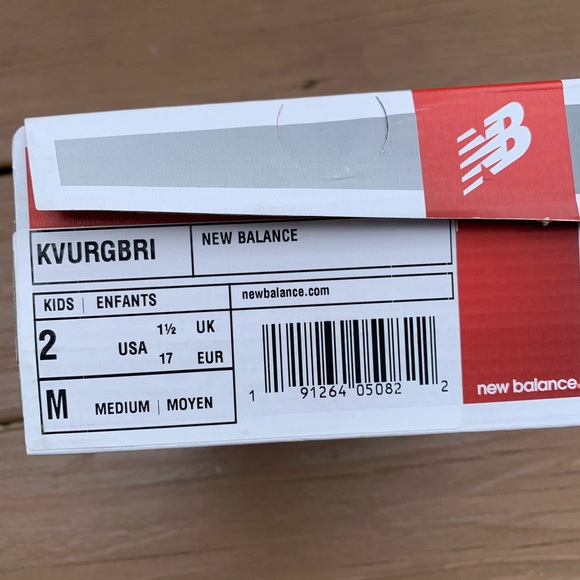 NB
KVURGBRI
NEW BALANCE
KIDS | ENFANTS
newbalance.com
2 USA 1½ UK
17 EUR
M MEDIUM | MOYEN
1 91264 05082 2
new balance®